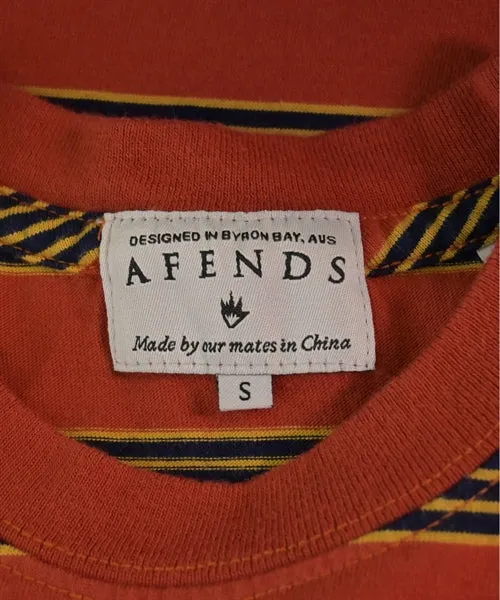 DESIGNED IN BYRON BAY, AUS
AFENDS
Made by our mates in China
S